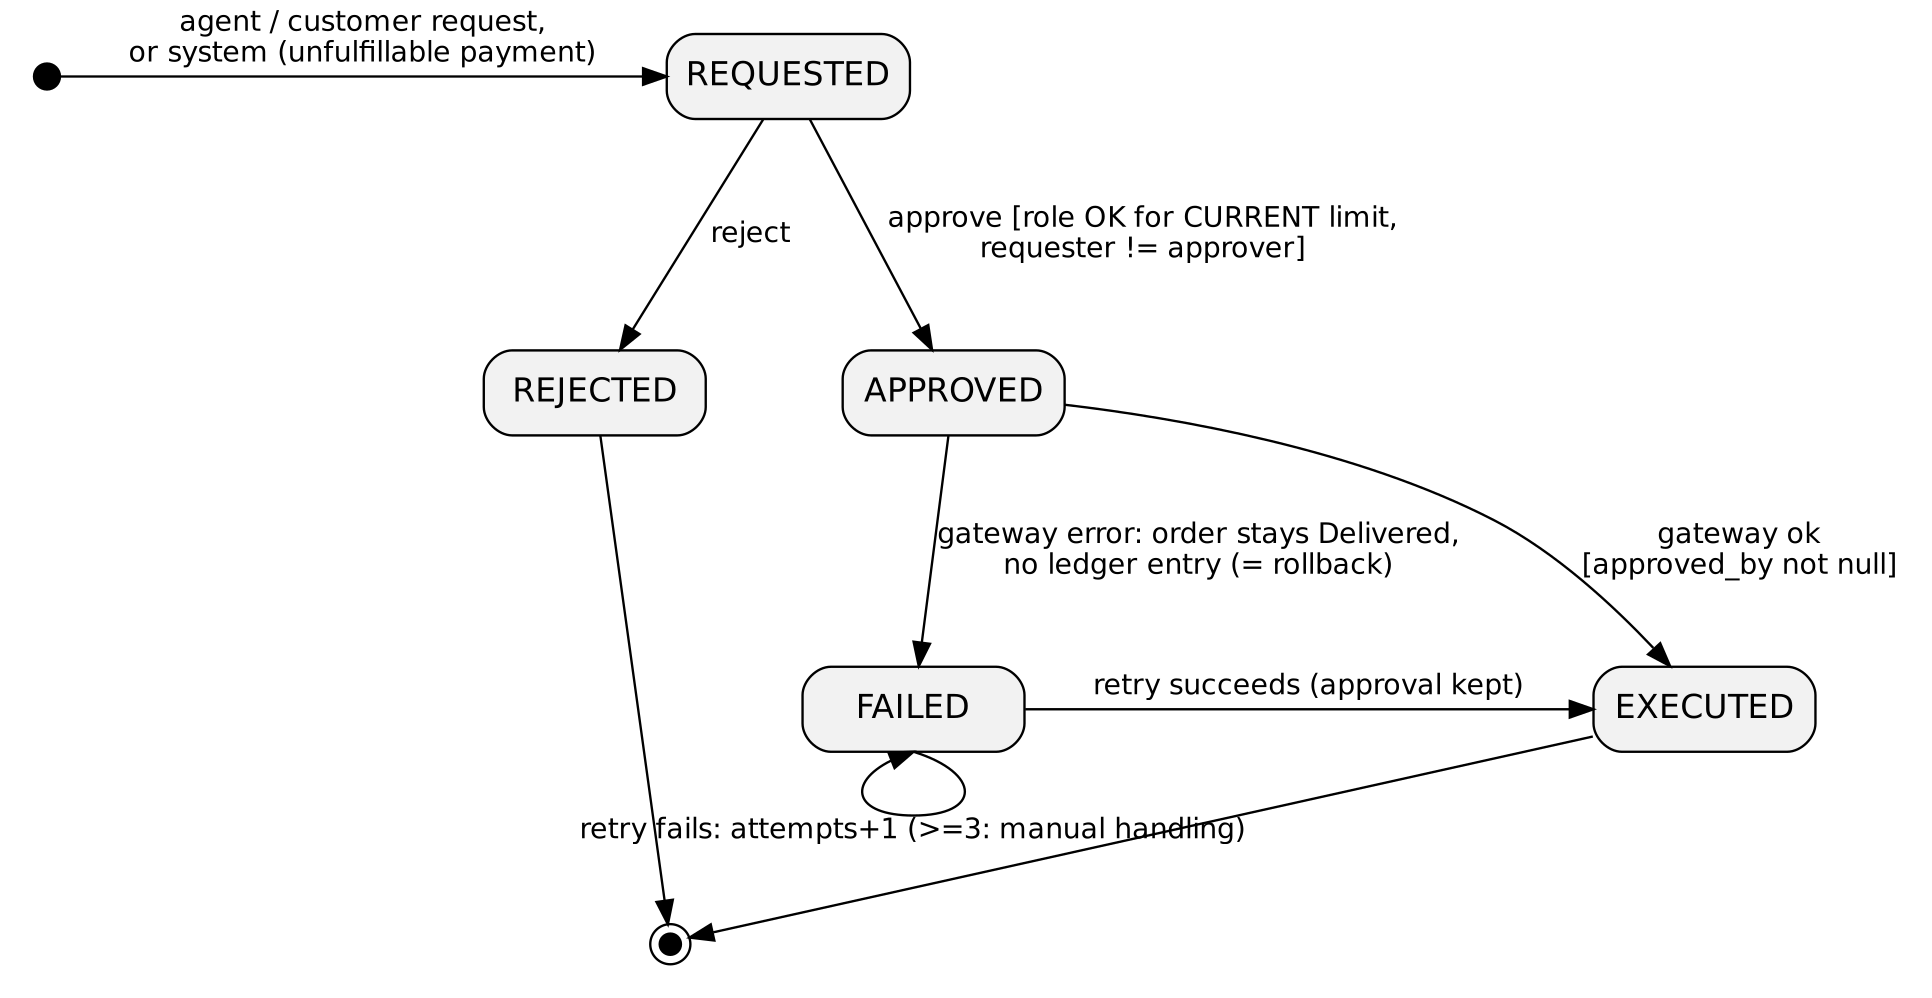 agent / customer request,
or system (unfulfillable payment)
REQUESTED
reject
approve [role OK for CURRENT limit,
requester != approver]
REJECTED
APPROVED
gateway error: order stays Delivered,
no ledger entry (= rollback)
gateway ok
[approved_by not null]
FAILED
retry succeeds (approval kept)
EXECUTED
retry fails: attempts+1 (>=3: manual handling)